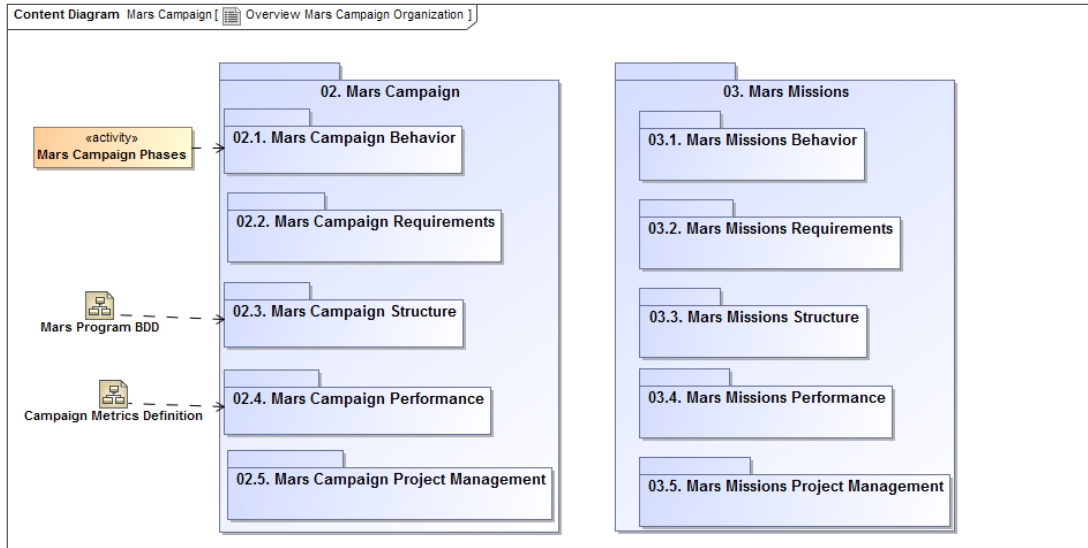 Content Diagram Mars Campaign [ Overview Mars Campaign Organization ]
02. Mars Campaign
03. Mars Missions
«activity»
Mars Campaign Phases
02.1. Mars Campaign Behavior
03.1. Mars Missions Behavior
02.2. Mars Campaign Requirements
03.2. Mars Missions Requirements
Mars Program BDD
02.3. Mars Campaign Structure
03.3. Mars Missions Structure
Campaign Metrics Definition
02.4. Mars Campaign Performance
03.4. Mars Missions Performance
02.5. Mars Campaign Project Management
03.5. Mars Missions Project Management